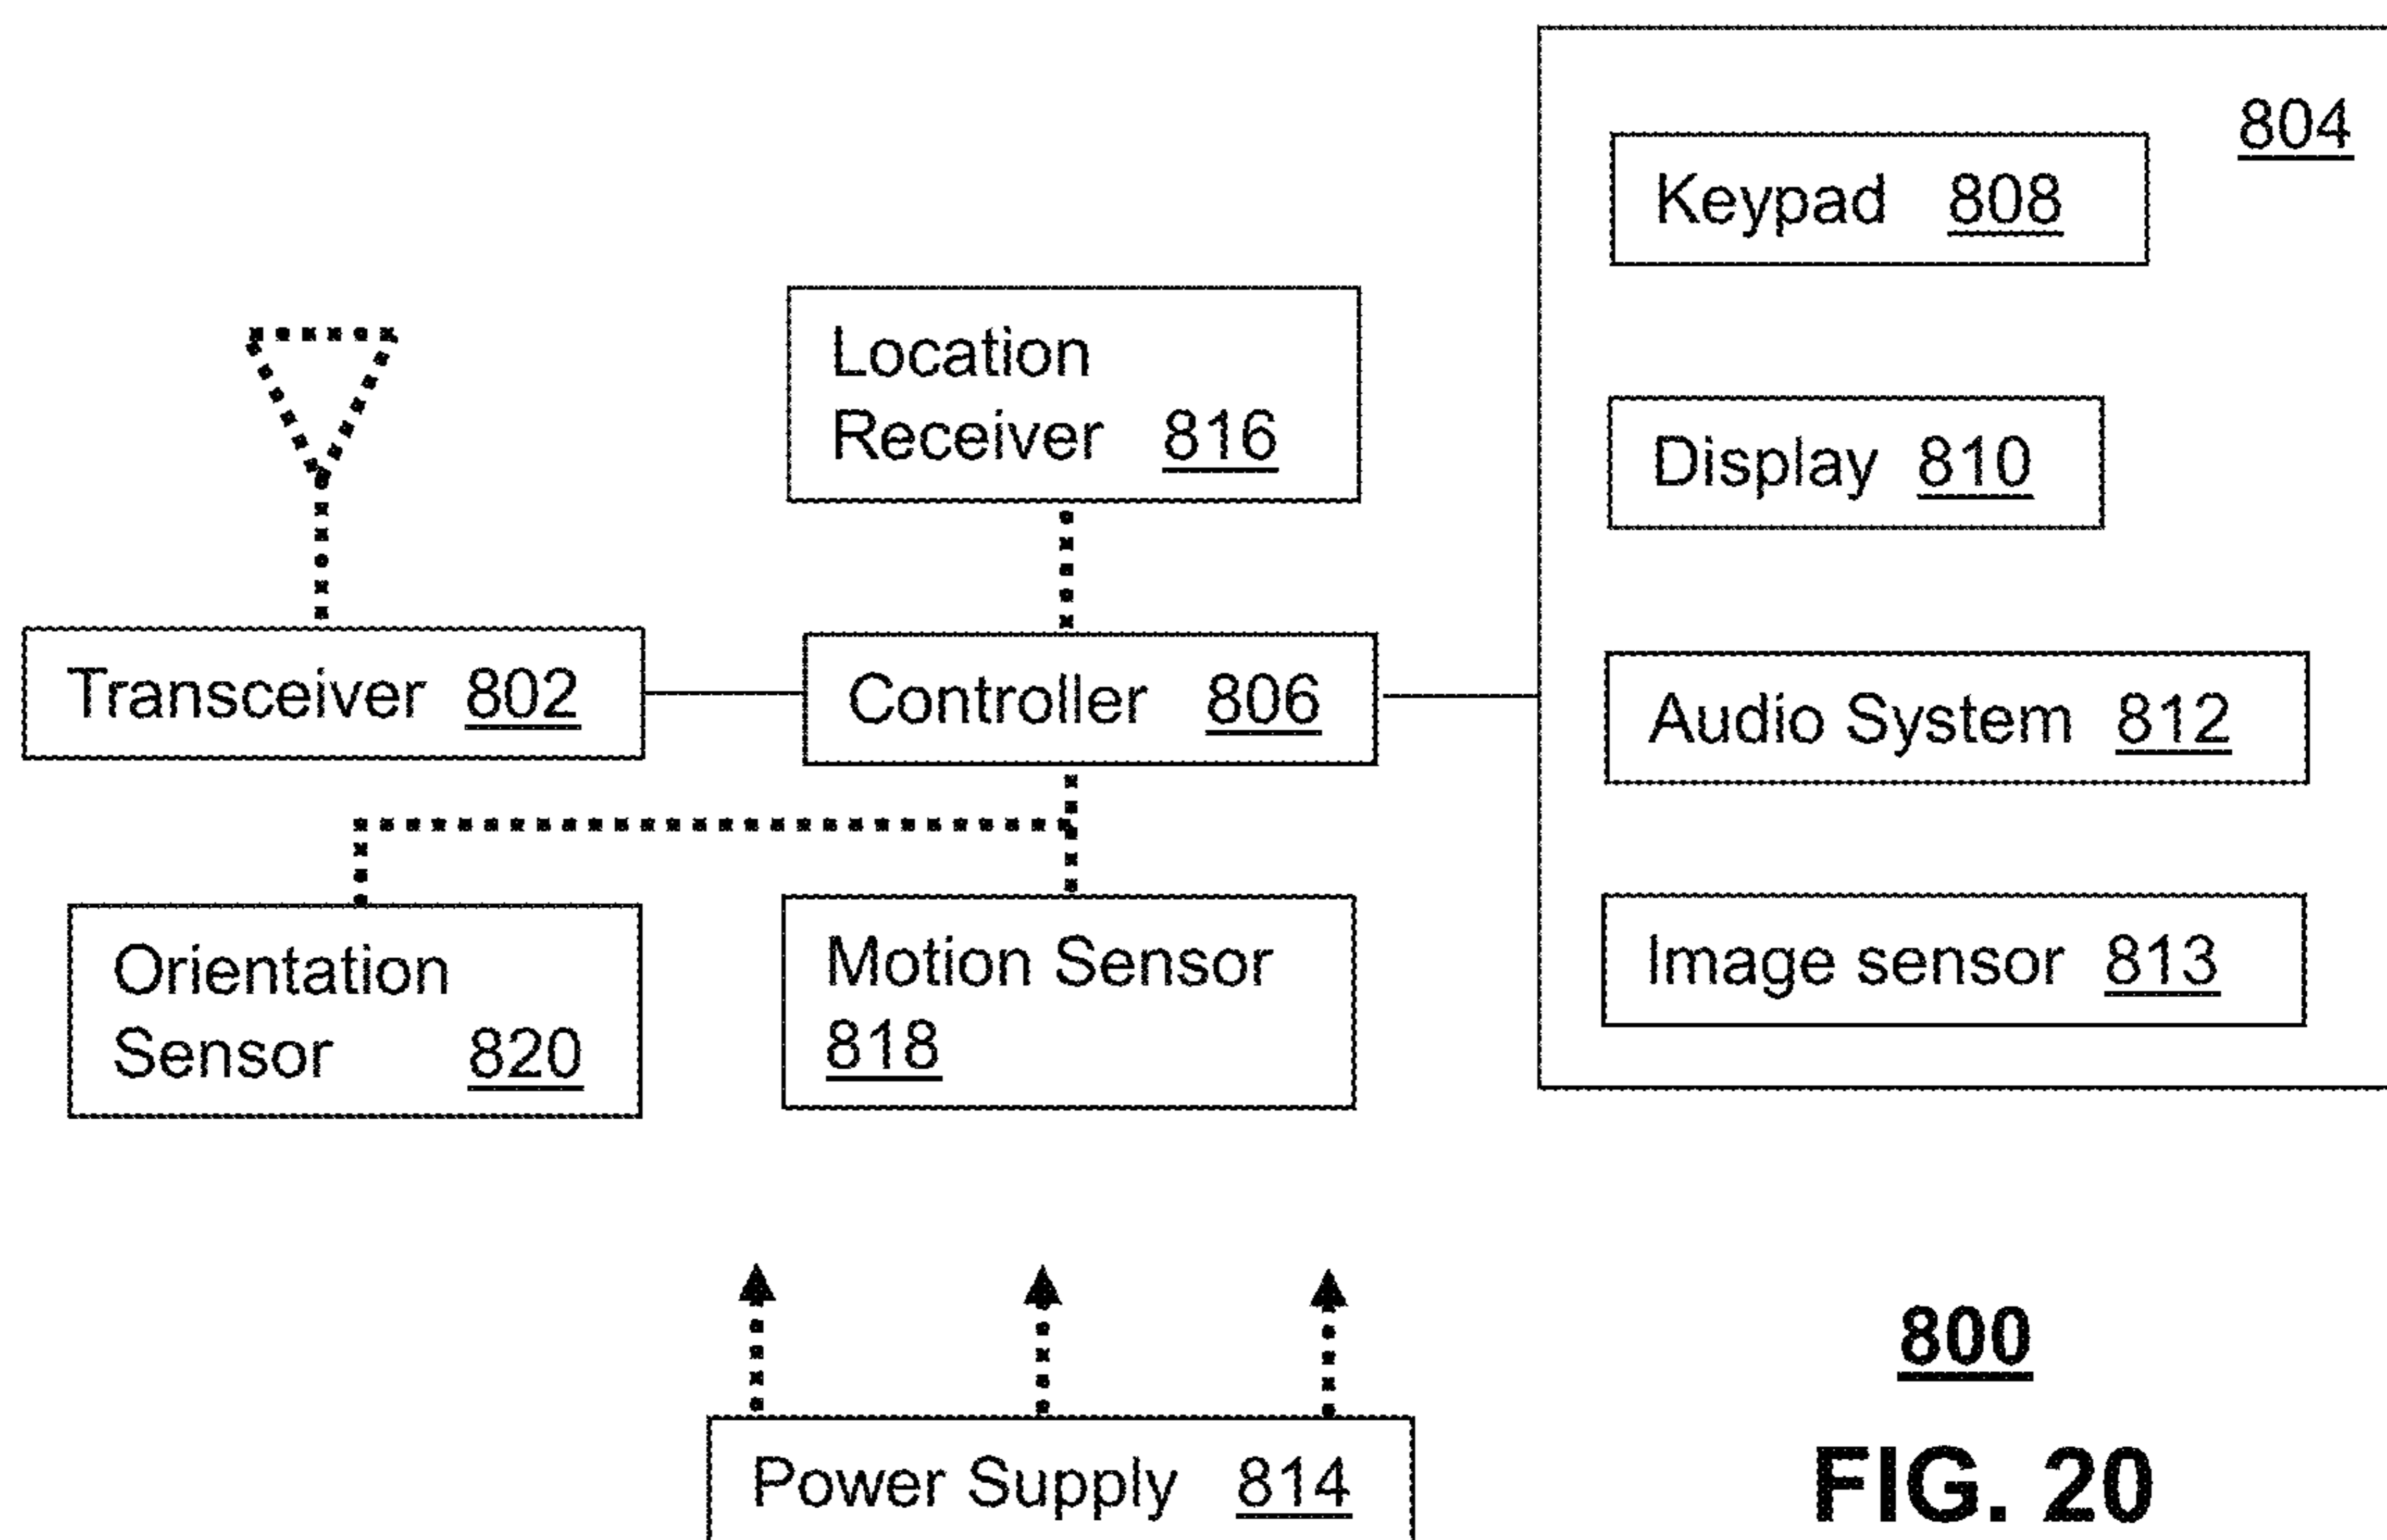 804
Keypad 808
Location
Receiver 816
Display 810
Transceiver 802
Controller 806
Audio System 812
Orientation
Sensor 820
Motion Sensor
818
Image sensor 813
Power Supply 814
800
FIG. 20